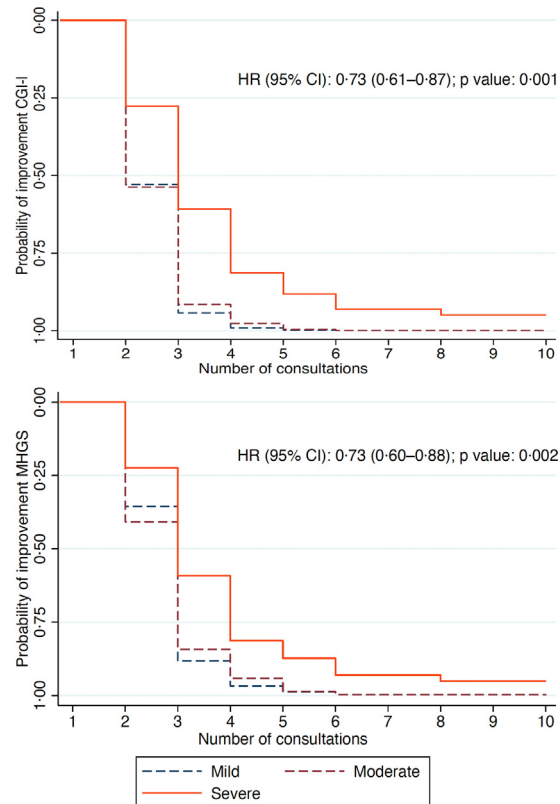 0·00
0·25
0·50
0·75
1·00
Probability of improvement CGI-I
HR (95% CI): 0·73 (0·61–0·87); p value: 0·001
1 2 3 4 5 6 7 8 9 10
Number of consultations
0·00
0·25
0·50
0·75
1·00
Probability of improvement MHGS
HR (95% CI): 0·73 (0·60–0·88); p value: 0·002
1 2 3 4 5 6 7 8 9 10
Number of consultations
Mild Moderate
Severe